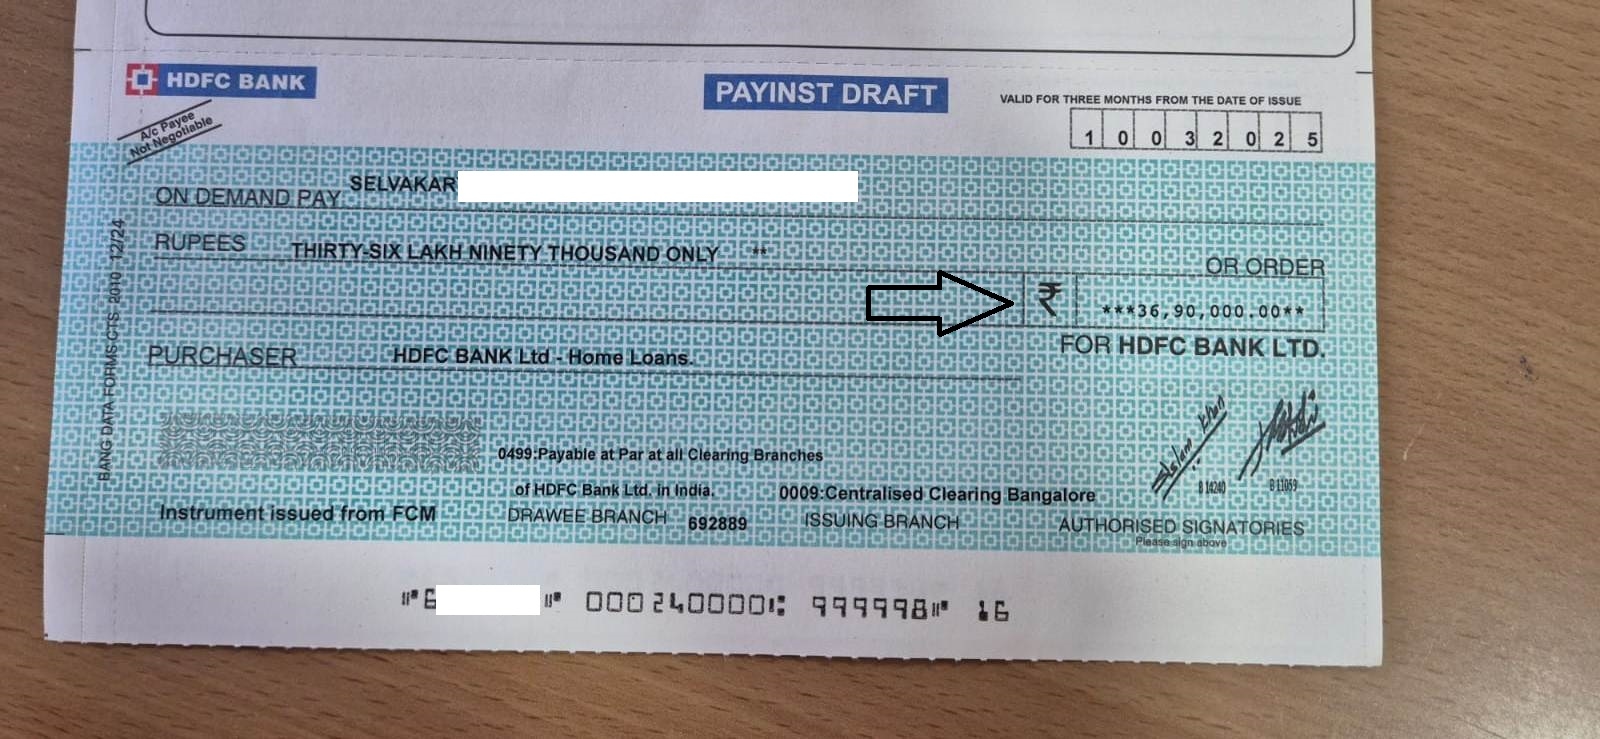 HDFC BANK
PAYINST DRAFT
VALID FOR THREE MONTHS FROM THE DATE OF ISSUE
1 0 0 3 2 0 2 5
A/c Payee
Not Negotiable
ON DEMAND PAY SELVAKAR
RUPEES THIRTY-SIX LAKH NINETY THOUSAND ONLY **
OR ORDER
₹ ***36,90,000.00**
PURCHASER HDFC BANK Ltd - Home Loans.
FOR HDFC BANK LTD.
BANG DATA FORMS CTS 2010 12/24
0499:Payable at Par at all Clearing Branches
of HDFC Bank Ltd. in India.
0009:Centralised Clearing Bangalore
B 14240
B 11059
Instrument issued from FCM
DRAWEE BRANCH 692889
ISSUING BRANCH
AUTHORISED SIGNATORIES
Please sign above
⑈6 ⑈ 000240000⑆ 999998⑈ 16